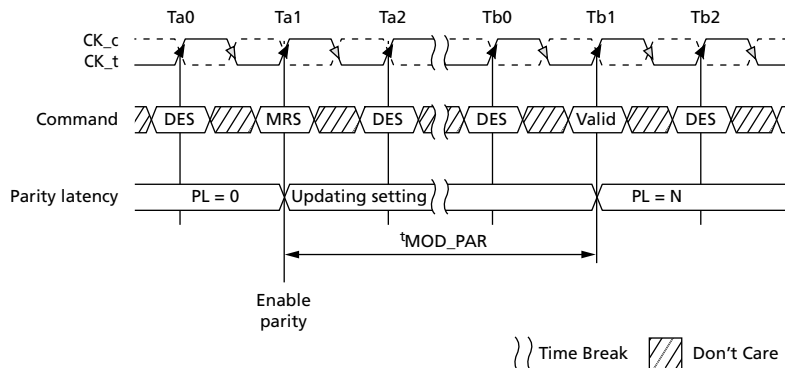 Ta0 Ta1 Ta2 Tb0 Tb1 Tb2
CK_c
CK_t
Command DES MRS DES DES Valid DES
Parity latency PL = 0 Updating setting PL = N
tMOD_PAR
Enable
parity
Time Break Don't Care